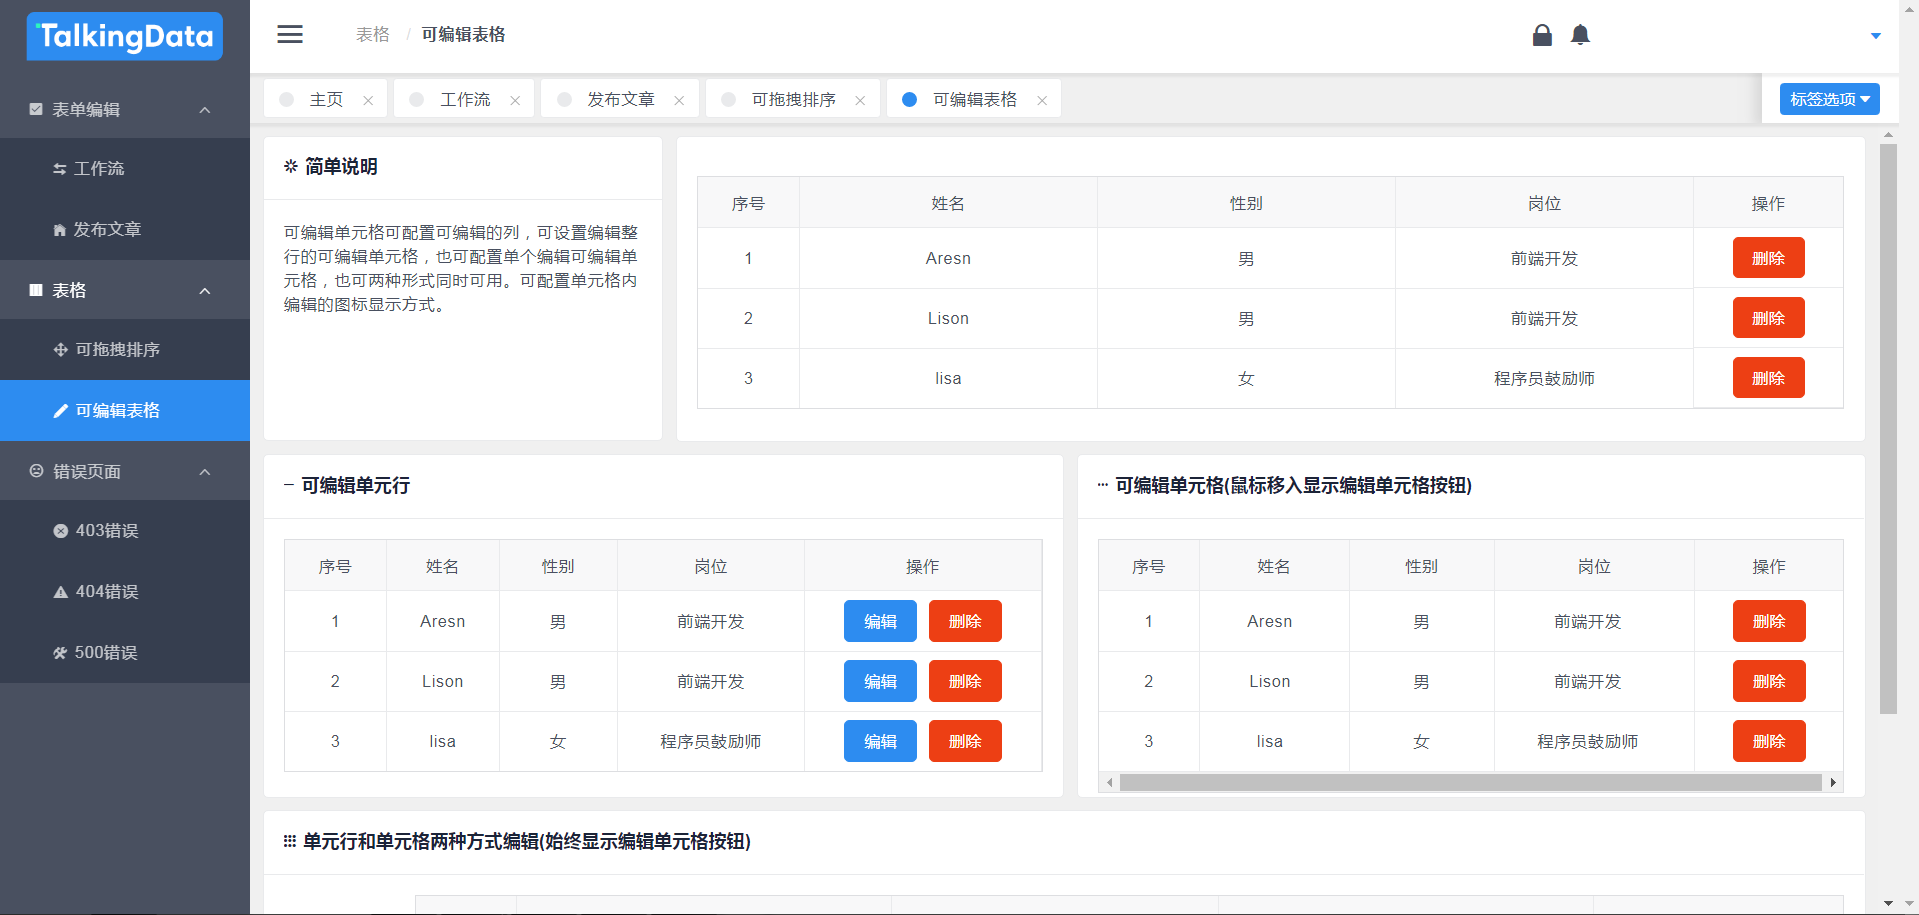 TalkingData
表单编辑
工作流
发布文章
表格
可拖拽排序
可编辑表格
错误页面
403错误
404错误
500错误
表格 / 可编辑表格
主页 工作流 发布文章 可拖拽排序 可编辑表格 标签选项
简单说明
可编辑单元格可配置可编辑的列，可设置编辑整
行的可编辑单元格，也可配置单个编辑可编辑单
元格，也可两种形式同时可用。可配置单元格内
编辑的图标显示方式。
序号 姓名 性别 岗位 操作
1 Aresn 男 前端开发 删除
2 Lison 男 前端开发 删除
3 lisa 女 程序员鼓励师 删除
可编辑单元行
序号 姓名 性别 岗位 操作
1 Aresn 男 前端开发 编辑 删除
2 Lison 男 前端开发 编辑 删除
3 lisa 女 程序员鼓励师 编辑 删除
可编辑单元格(鼠标移入显示编辑单元格按钮)
序号 姓名 性别 岗位 操作
1 Aresn 男 前端开发 删除
2 Lison 男 前端开发 删除
3 lisa 女 程序员鼓励师 删除
单元行和单元格两种方式编辑(始终显示编辑单元格按钮)